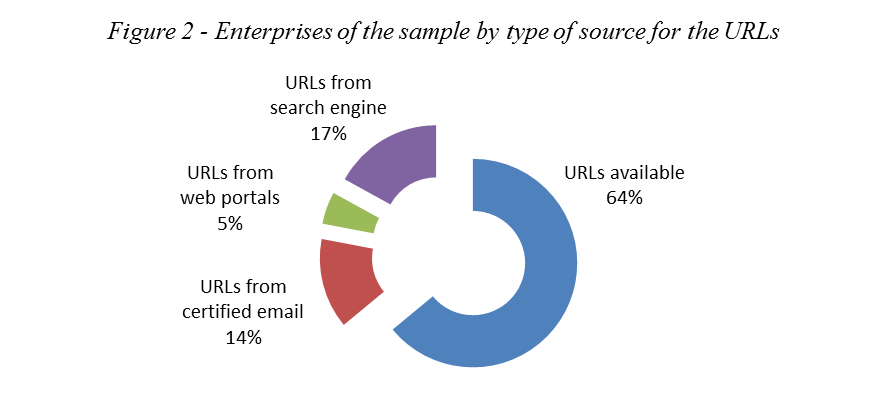 Figure 2 - Enterprises of the sample by type of source for the URLs
URLs from
search engine
17%
URLs available
64%
URLs from
web portals
5%
URLs from
certified email
14%